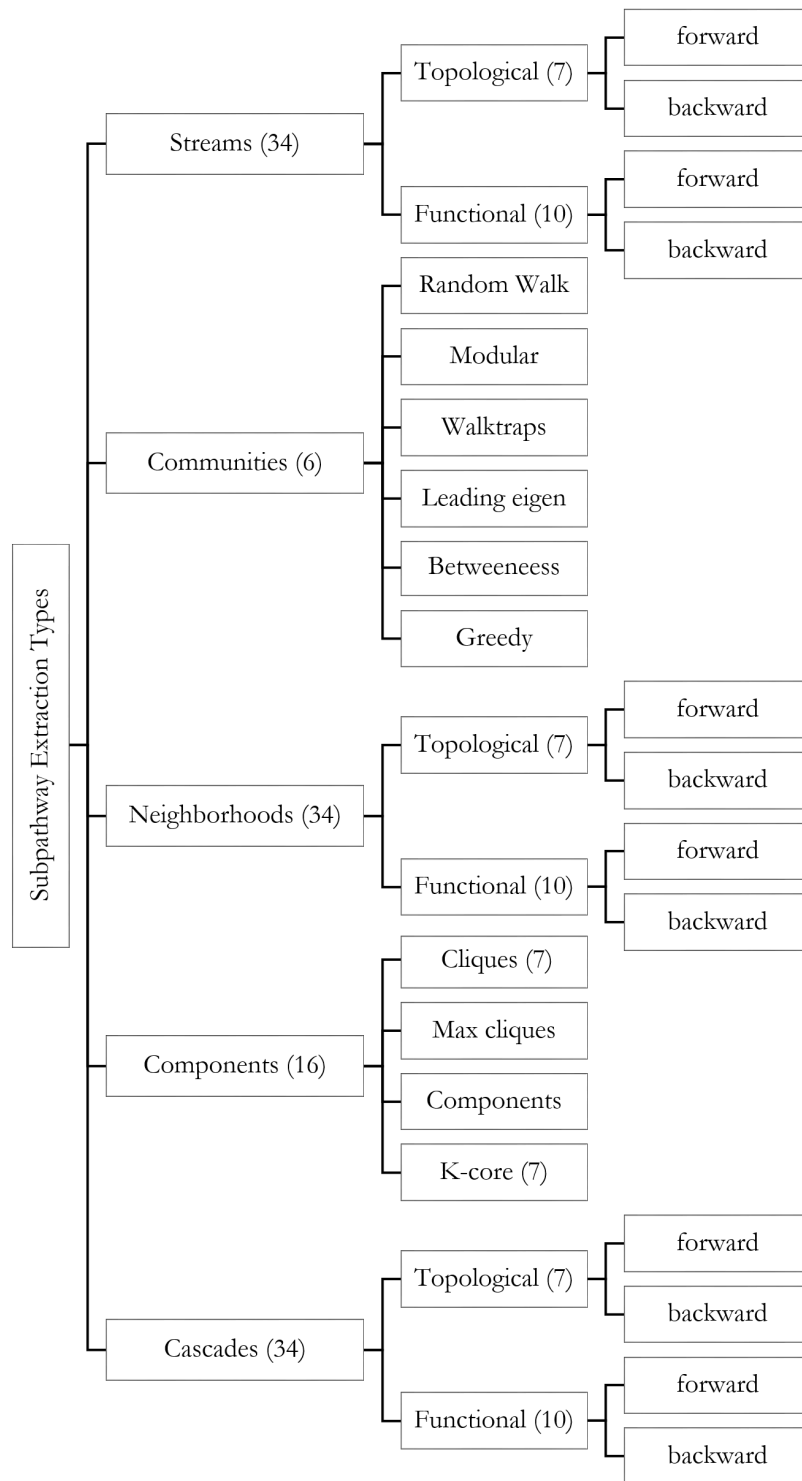 Subpathway Extraction Types
Streams (34)
Topological (7)
forward
backward
Functional (10)
forward
backward
Communities (6)
Random Walk
Modular
Walktraps
Leading eigen
Betweeneess
Greedy
Neighborhoods (34)
Topological (7)
forward
backward
Functional (10)
forward
backward
Components (16)
Cliques (7)
Max cliques
Components
K-core (7)
Cascades (34)
Topological (7)
forward
backward
Functional (10)
forward
backward